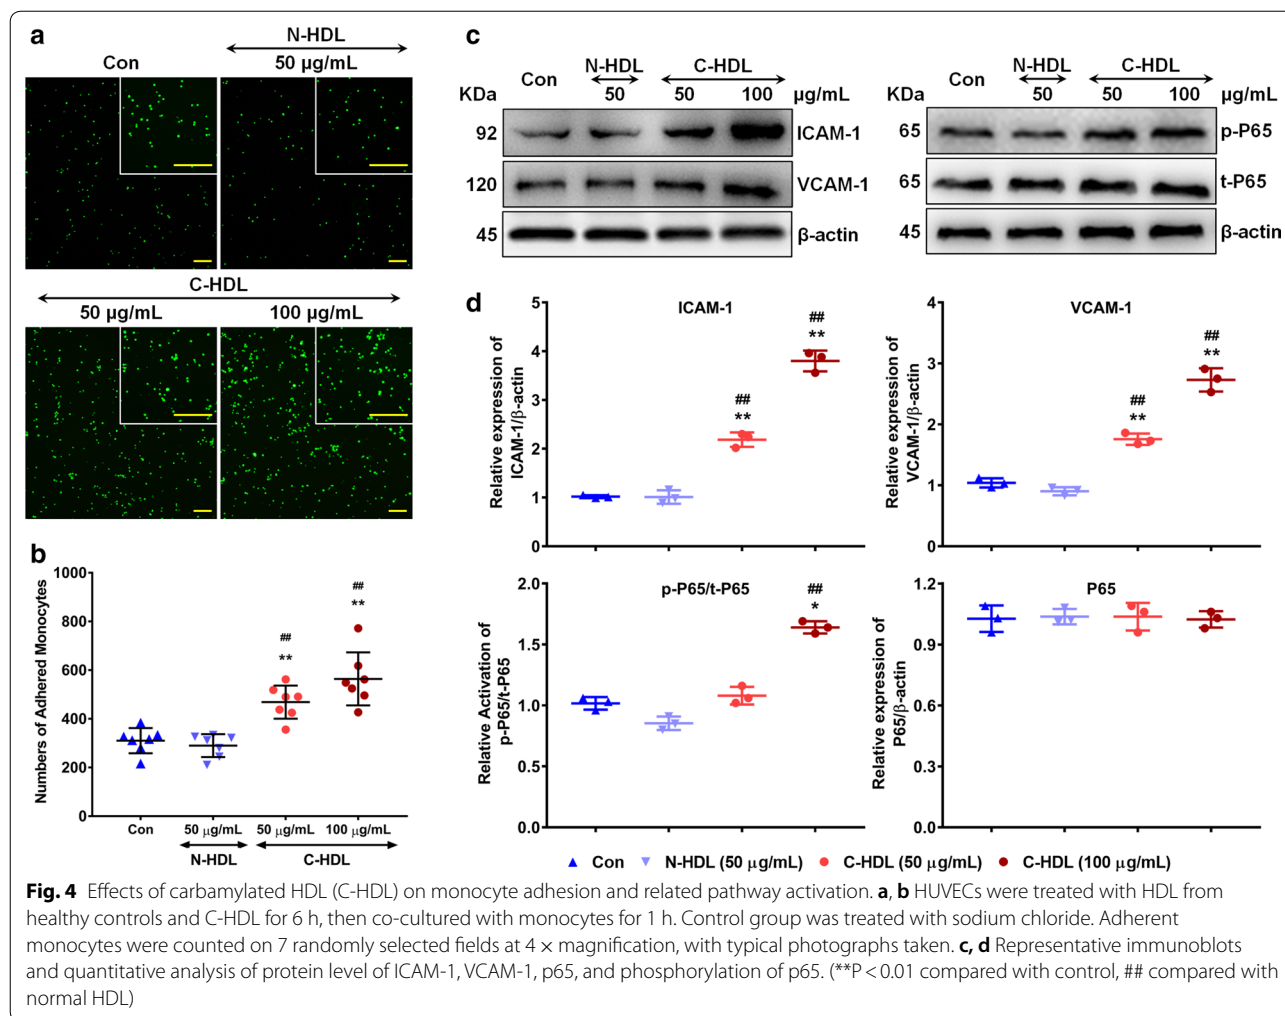 a
N-HDL
Con
50 µg/mL
C-HDL
50 µg/mL 100 µg/mL
b
Numbers of Adhered Monocytes
1000
800
600
400
200
0
##
**
##
**
Con
50 µg/mL
50 µg/mL
100 µg/mL
N-HDL
C-HDL
c
Con
N-HDL
C-HDL
KDa
50
50
100
µg/mL
92
ICAM-1
120
VCAM-1
45
β-actin
Con
N-HDL
C-HDL
KDa
50
50
100
µg/mL
65
p-P65
65
t-P65
45
β-actin
d
ICAM-1
Relative expression of
ICAM-1/β-actin
5
4
3
2
1
0
##
**
##
**
VCAM-1
Relative expression of
VCAM-1/β-actin
4
3
2
1
0
##
**
##
**
p-P65/t-P65
Relative Activation of
p-P65/t-P65
2.0
1.5
1.0
0.5
0.0
##
*
P65
Relative expression of
P65/β-actin
1.2
0.9
0.6
0.3
0.0
Con N-HDL (50 µg/mL) C-HDL (50 µg/mL) C-HDL (100 µg/mL)
Fig. 4 Effects of carbamylated HDL (C-HDL) on monocyte adhesion and related pathway activation. a, b HUVECs were treated with HDL from
healthy controls and C-HDL for 6 h, then co-cultured with monocytes for 1 h. Control group was treated with sodium chloride. Adherent
monocytes were counted on 7 randomly selected fields at 4 × magnification, with typical photographs taken. c, d Representative immunoblots
and quantitative analysis of protein level of ICAM-1, VCAM-1, p65, and phosphorylation of p65. (**P < 0.01 compared with control, ## compared with
normal HDL)